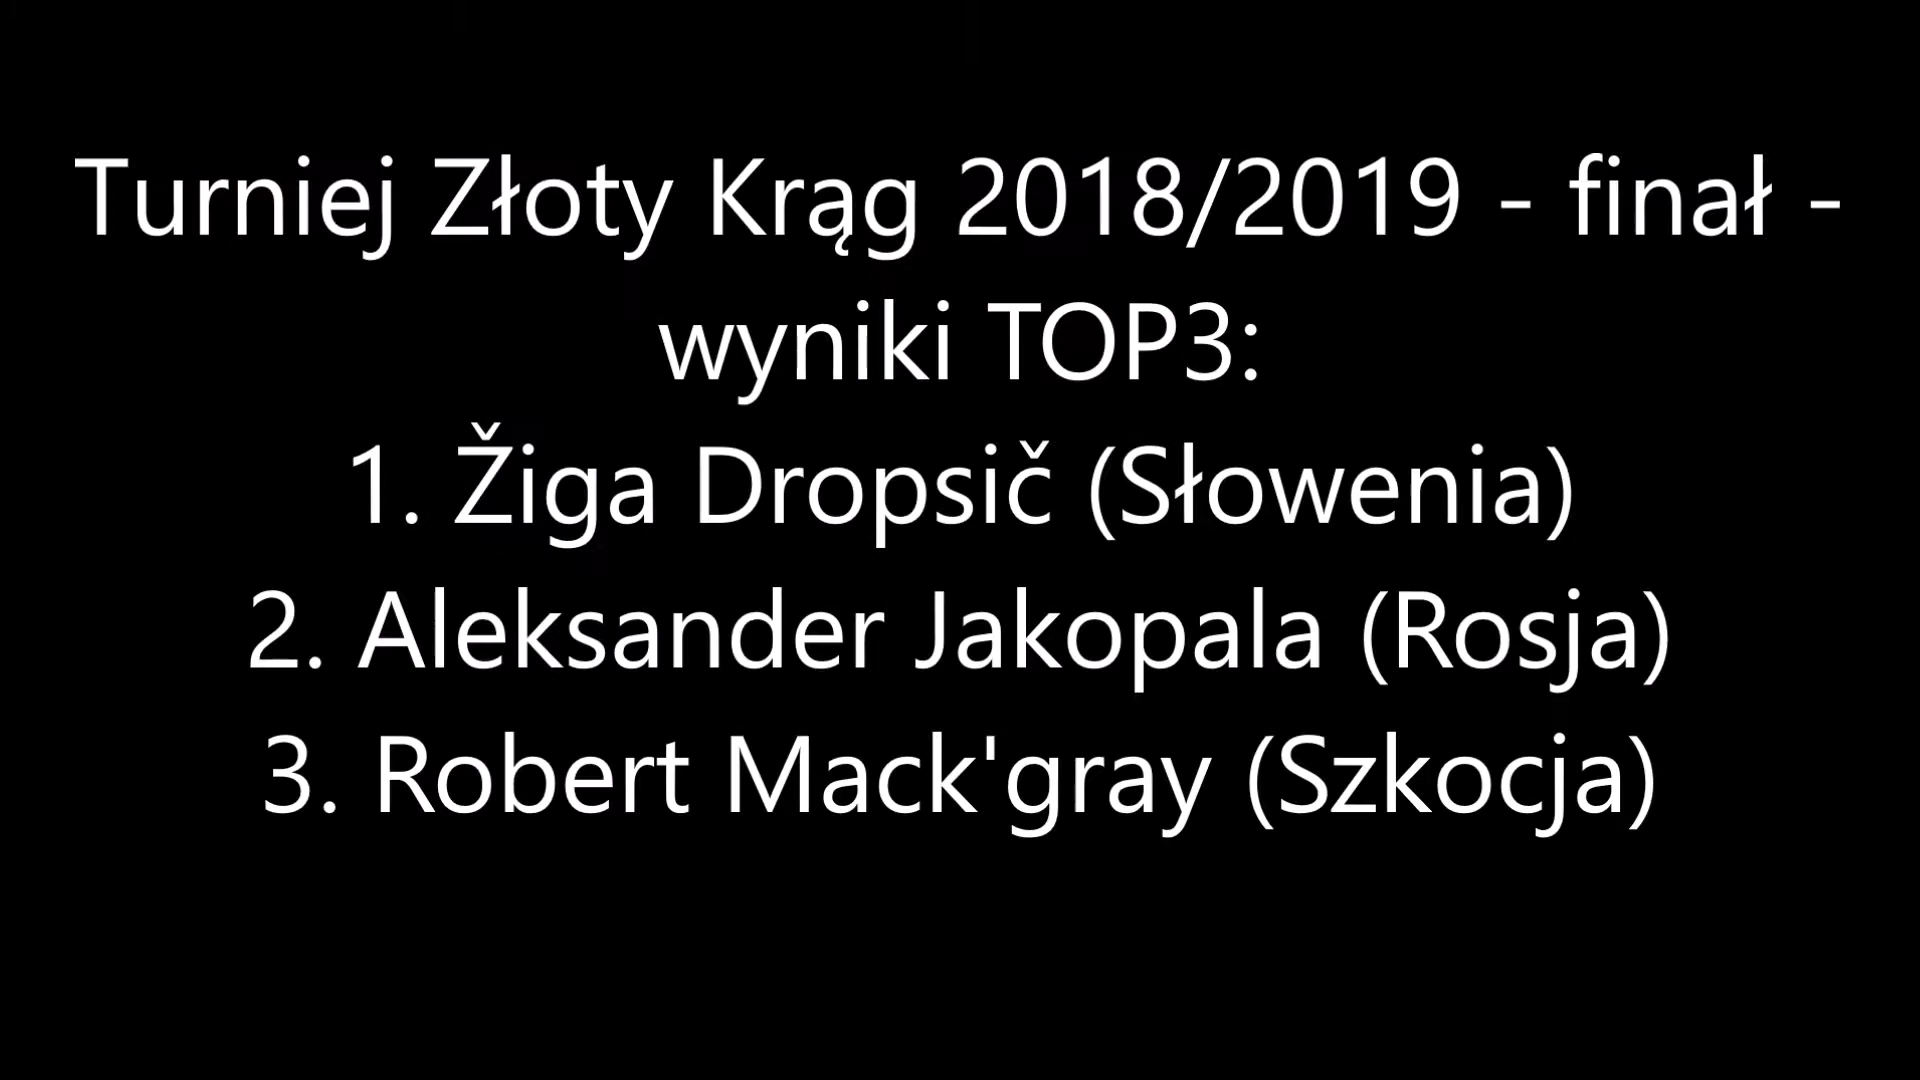 Turniej Złoty Krąg 2018/2019 - finał -
wyniki TOP3:
1. Žiga Dropsič (Słowenia)
2. Aleksander Jakopala (Rosja)
3. Robert Mack'gray (Szkocja)